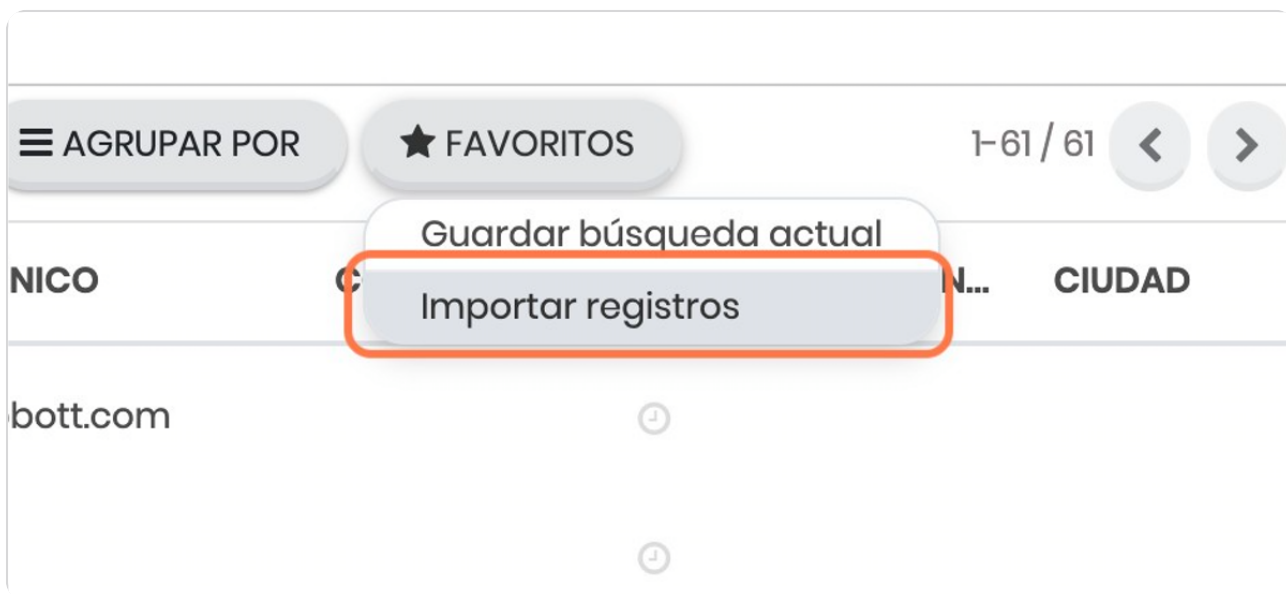 AGRUPAR POR FAVORITOS 1-61 / 61
Guardar búsqueda actual
NICO C N... CIUDAD
Importar registros
bott.com